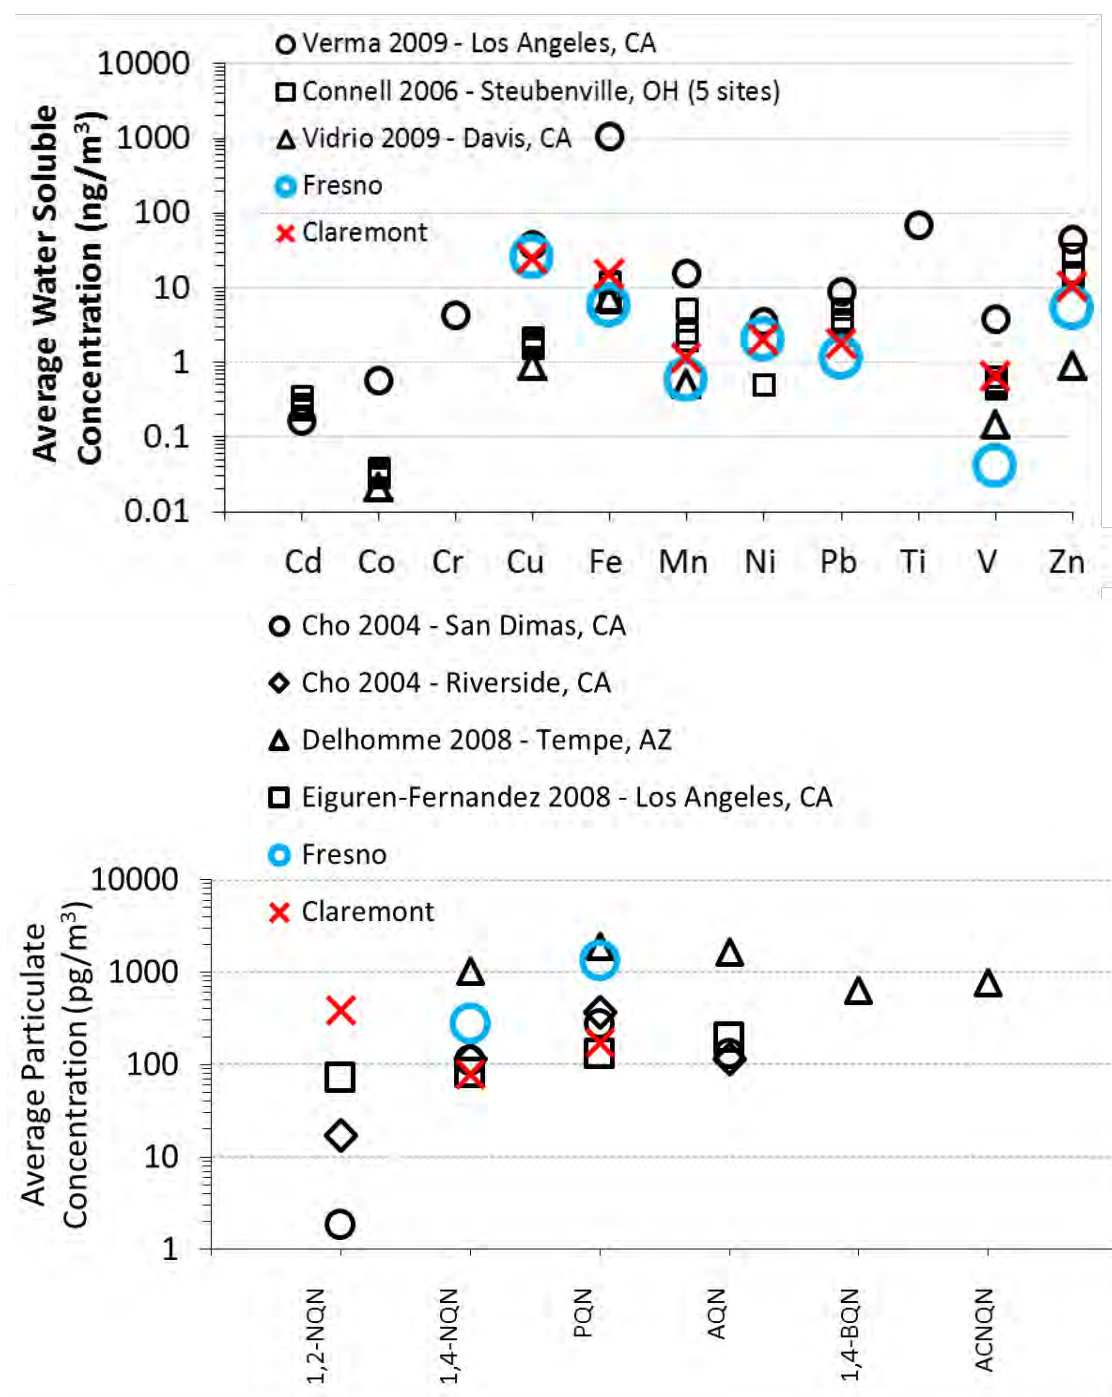 Verma 2009 - Los Angeles, CA
Connell 2006 - Steubenville, OH (5 sites)
Vidrio 2009 - Davis, CA
Fresno
Claremont
Average Water Soluble
Concentration (ng/m³)
10000
1000
100
10
1
0.1
0.01
Cd Co Cr Cu Fe Mn Ni Pb Ti V Zn
Cho 2004 - San Dimas, CA
Cho 2004 - Riverside, CA
Delhomme 2008 - Tempe, AZ
Eiguren-Fernandez 2008 - Los Angeles, CA
Fresno
Claremont
Average Particulate
Concentration (pg/m³)
10000
1000
100
10
1
1,2-NQN
1,4-NQN
PQN
AQN
1,4-BQN
ACNQN